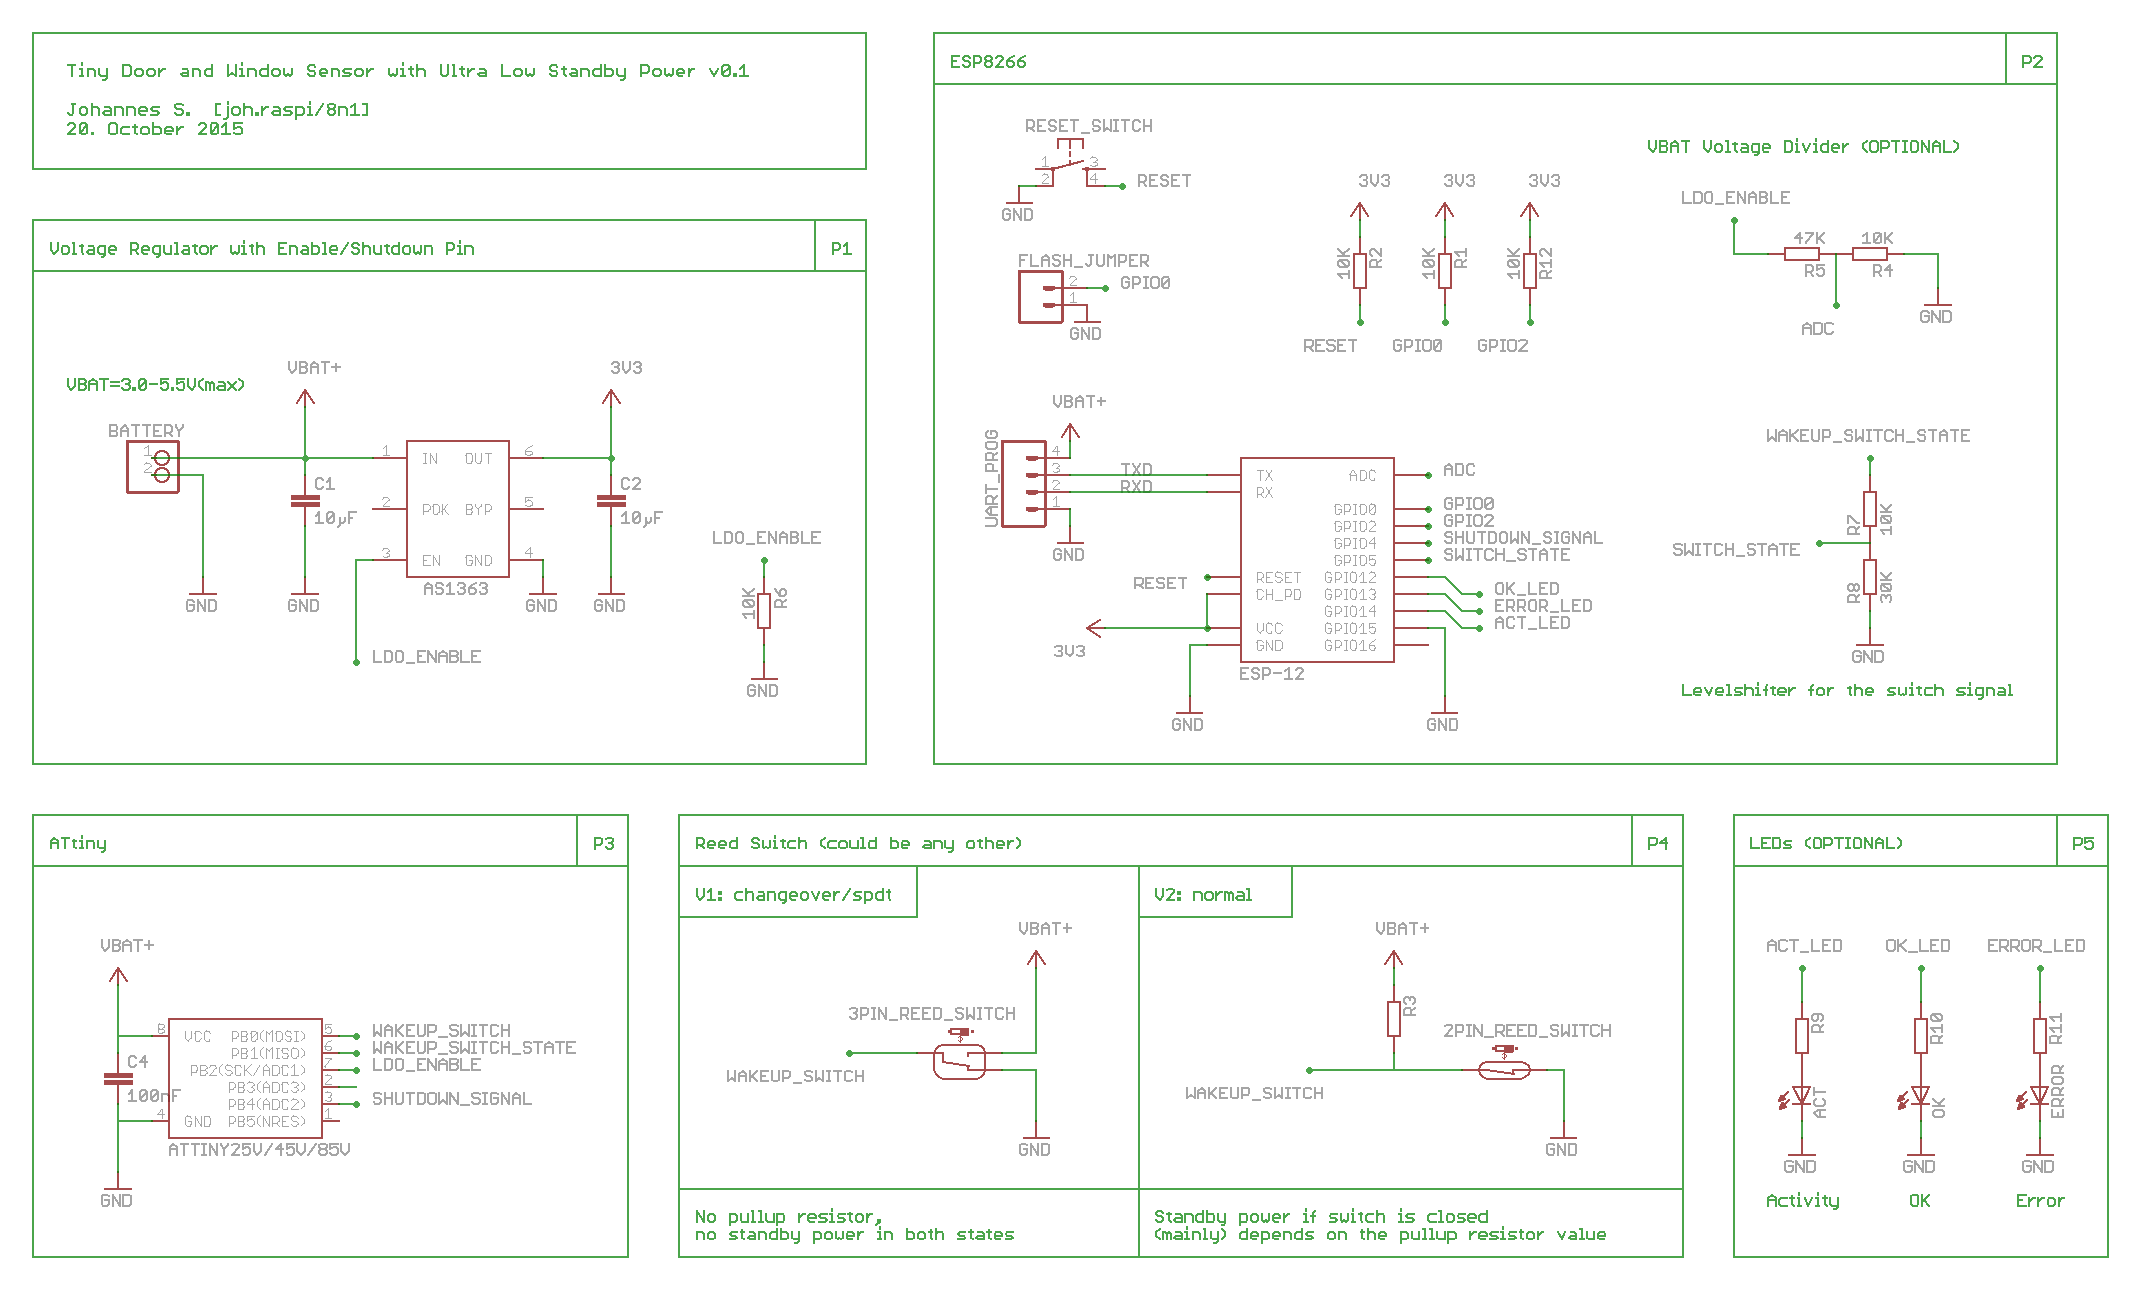 Tiny Door and Window Sensor with Ultra Low Standby Power v0.1
Johannes S. [joh.raspi/8n1]
20. October 2015
Voltage Regulator with Enable/Shutdown Pin
P1
VBAT=3.0-5.5V(max)
VBAT+
3V3
BATTERY
1
2
1
IN
OUT
6
2
POK
BYP
5
3
EN
GND
4
AS1363
C1
10µF
C2
10µF
GND
GND
GND
GND
LDO_ENABLE
LDO_ENABLE
10K
R6
GND
ESP8266
P2
RESET_SWITCH
1
3
2
4
RESET
GND
FLASH_JUMPER
2
GPIO0
1
GND
3V3
3V3
3V3
10K
R2
10K
R1
10K
R12
RESET
GPIO0
GPIO2
VBAT Voltage Divider (OPTIONAL)
LDO_ENABLE
47K
10K
R5
R4
ADC
GND
VBAT+
UART_PROG
4
3
2
1
TXD
RXD
GND
TX
RX
RESET
CH_PD
VCC
GND
ADC
GPIO0
GPIO2
GPIO4
GPIO5
GPIO12
GPIO13
GPIO14
GPIO15
GPIO16
ESP-12
RESET
3V3
GND
GND
ADC
GPIO0
GPIO2
SHUTDOWN_SIGNAL
SWITCH_STATE
OK_LED
ERROR_LED
ACT_LED
WAKEUP_SWITCH_STATE
R7
10K
SWITCH_STATE
R8
30K
GND
Levelshifter for the switch signal
ATtiny
P3
VBAT+
C4
100nF
8
VCC
4
GND
PB0(MOSI)
5
WAKEUP_SWITCH
PB1(MISO)
6
WAKEUP_SWITCH_STATE
PB2(SCK/ADC1)
7
LDO_ENABLE
PB3(ADC3)
2
PB4(ADC2)
3
SHUTDOWN_SIGNAL
PB5(NRES)
1
ATTINY25V/45V/85V
GND
Reed Switch (could be any other)
P4
V1: changeover/spdt
VBAT+
3PIN_REED_SWITCH
WAKEUP_SWITCH
GND
No pullup resistor,
no standby power in both states
V2: normal
VBAT+
R3
2PIN_REED_SWITCH
WAKEUP_SWITCH
GND
Standby power if switch is closed
(mainly) depends on the pullup resistor value
LEDs (OPTIONAL)
P5
ACT_LED
OK_LED
ERROR_LED
R9
R10
R11
ACT
OK
ERROR
GND
GND
GND
Activity
OK
Error